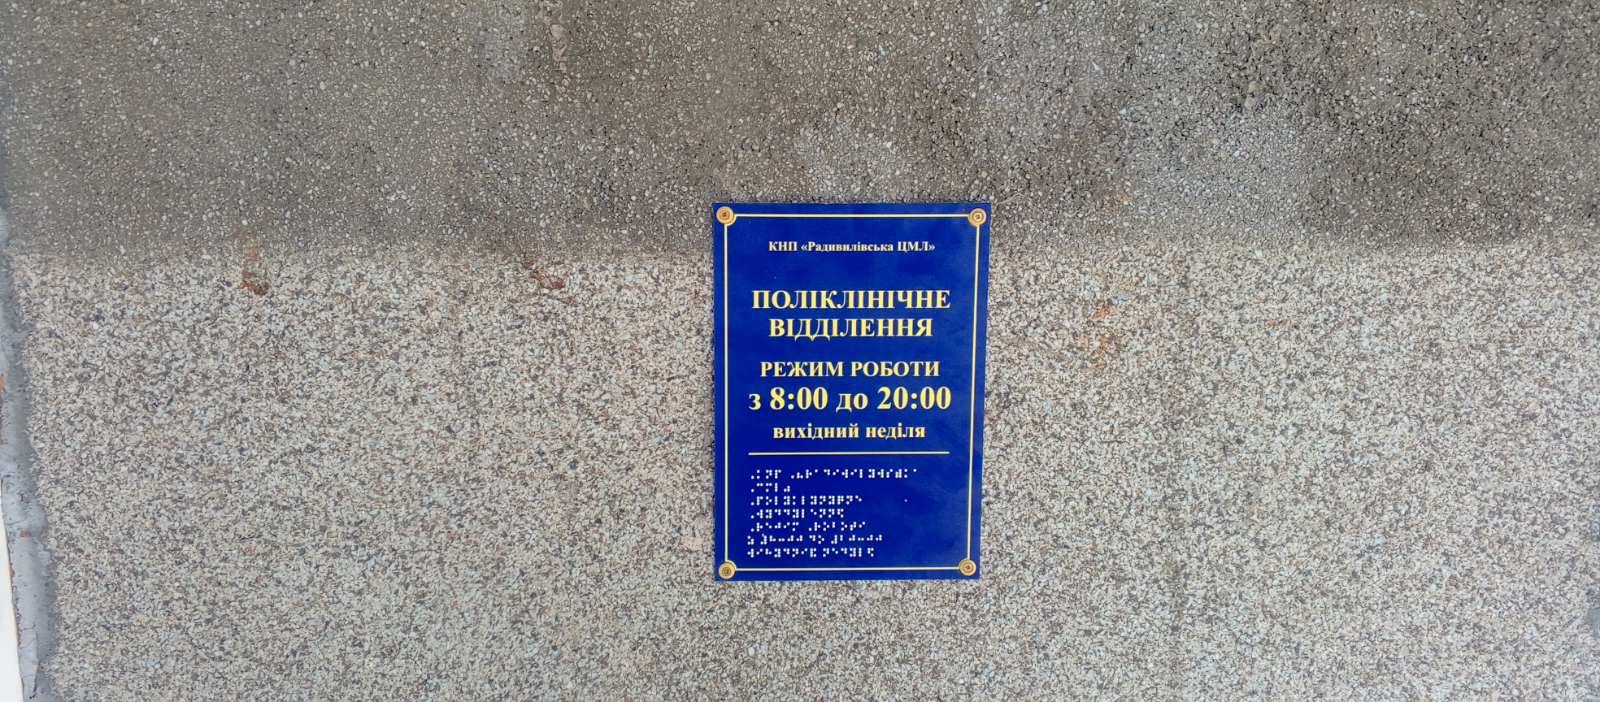 КНП «Радивилівська ЦМЛ»
ПОЛІКЛІНІЧНЕ
ВІДДІЛЕННЯ
РЕЖИМ РОБОТИ
з 8:00 до 20:00
вихідний неділя